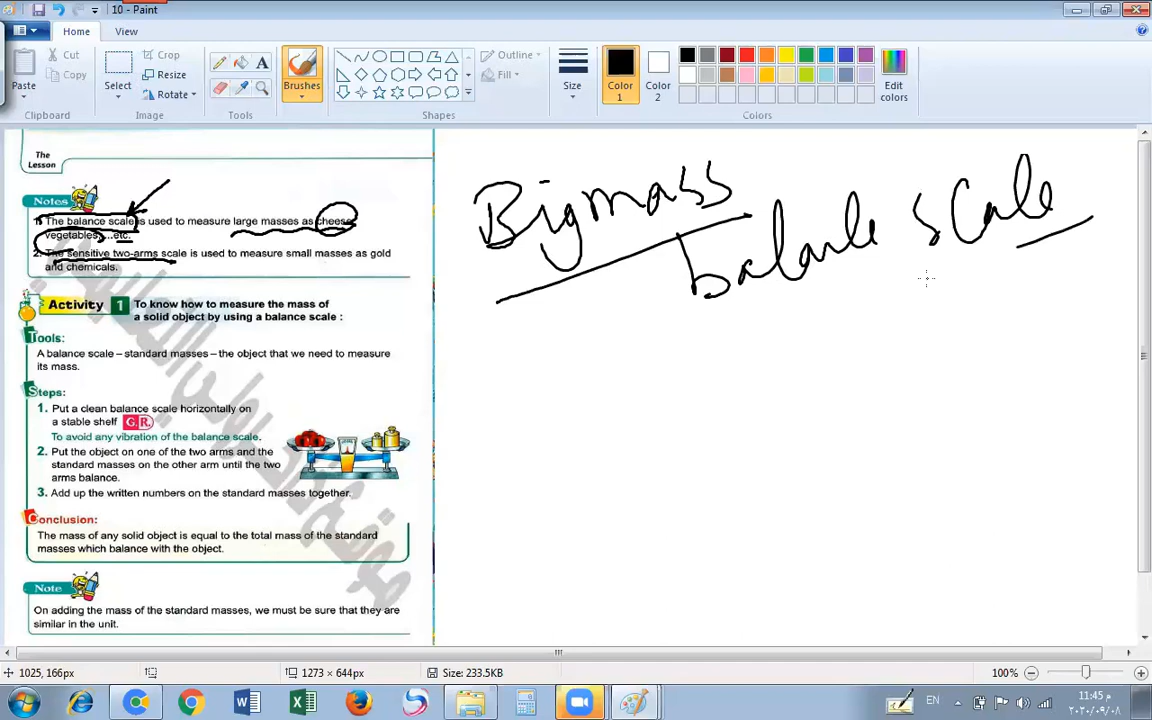 10 - Paint
Home
View
Paste
Cut
Copy
Clipboard
Select
Crop
Resize
Rotate
Image
Tools
Brushes
Shapes
Outline
Fill
Size
Color
1
Color
2
Edit
colors
Colors
The
Lesson
Notes
1. The balance scale is used to measure large masses as cheese,
vegetables, ...etc.
2. The sensitive two-arms scale is used to measure small masses as gold
and chemicals.
Activity 1 To know how to measure the mass of
a solid object by using a balance scale :
Tools:
A balance scale – standard masses – the object that we need to measure
its mass.
Steps:
1. Put a clean balance scale horizontally on
a stable shelf G.R.
To avoid any vibration of the balance scale.
2. Put the object on one of the two arms and the
standard masses on the other arm until the two
arms balance.
3. Add up the written numbers on the standard masses together.
Conclusion:
The mass of any solid object is equal to the total mass of the standard
masses which balance with the object.
Note
On adding the mass of the standard masses, we must be sure that they are
similar in the unit.
Big mass
balance scale
1025, 166px
1273 × 644px
Size: 233.5KB
100%
EN
11:45 م
٢٠٢٠/٠٩/٠٨